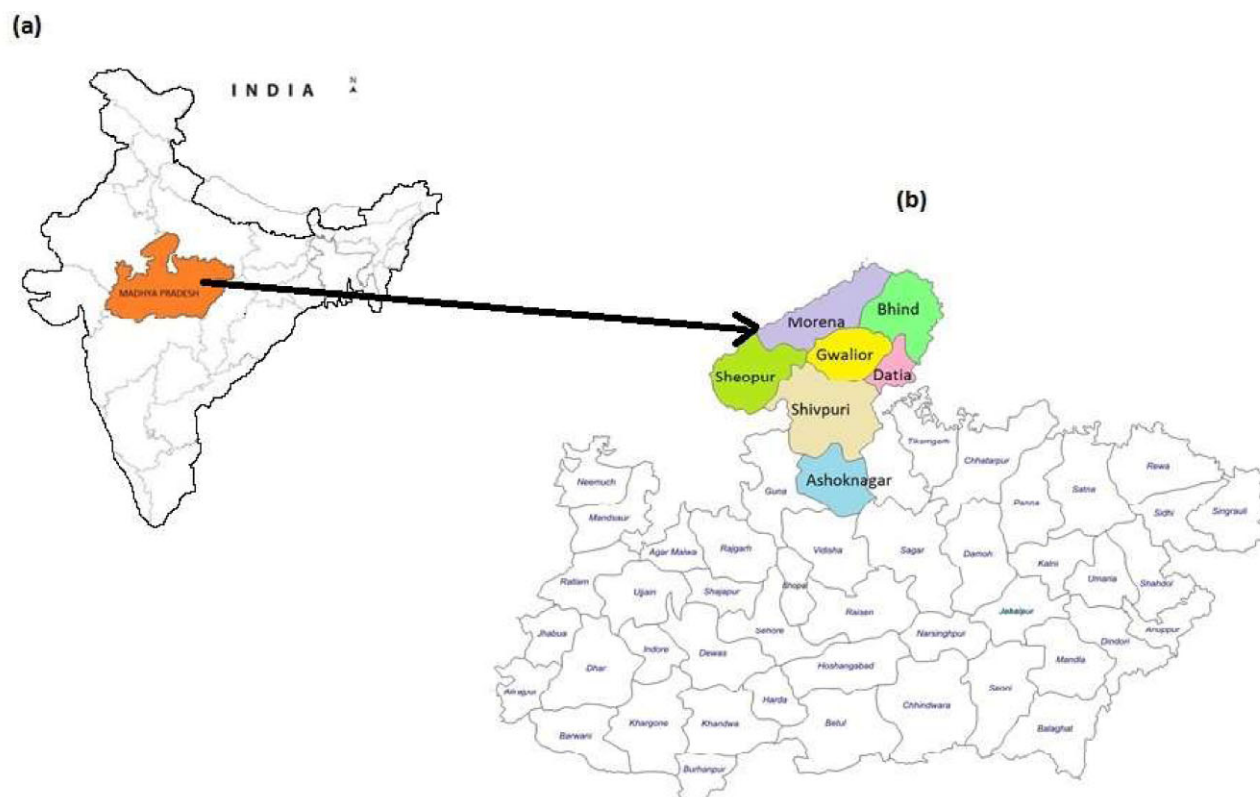 (a)
INDIA
N
MADHYA PRADESH
(b)
Morena
Bhind
Gwalior
Sheopur
Datia
Shivpuri
Ashoknagar
Guna
Tikamgarh
Chhatarpur
Panna
Satna
Rewa
Sidhi
Singrauli
Neemuch
Mandsaur
Agar Malwa
Rajgarh
Vidisha
Sagar
Damoh
Katni
Umaria
Shahdol
Ratlam
Ujjain
Shajapur
Bhopal
Raisen
Jabalpur
Anuppur
Jhabua
Indore
Dewas
Sehore
Narsinghpur
Dindori
Dhar
Hoshangabad
Mandla
Alirajpur
Harda
Seoni
Chhindwara
Barwani
Khargone
Khandwa
Betul
Balaghat
Burhanpur